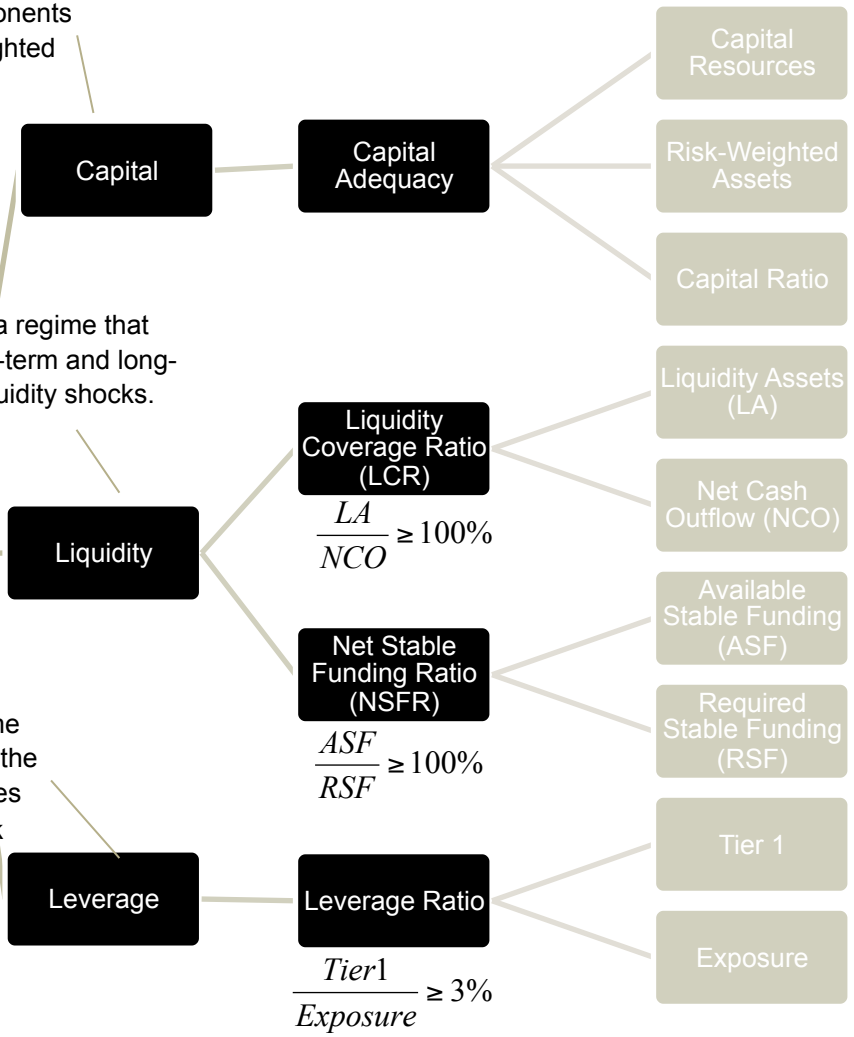 onents
ghted
Capital
Capital
Adequacy
Capital
Resources
Risk-Weighted
Assets
Capital Ratio
a regime that
-term and long-
uidity shocks.
Liquidity
Liquidity
Coverage Ratio
(LCR)
LA
NCO
≥ 100%
Liquidity Assets
(LA)
Net Cash
Outflow (NCO)
Net Stable
Funding Ratio
(NSFR)
ASF
RSF
≥ 100%
Available
Stable Funding
(ASF)
Required
Stable Funding
(RSF)
ne
the
es
k
Leverage
Leverage Ratio
Tier1
Exposure
≥ 3%
Tier 1
Exposure